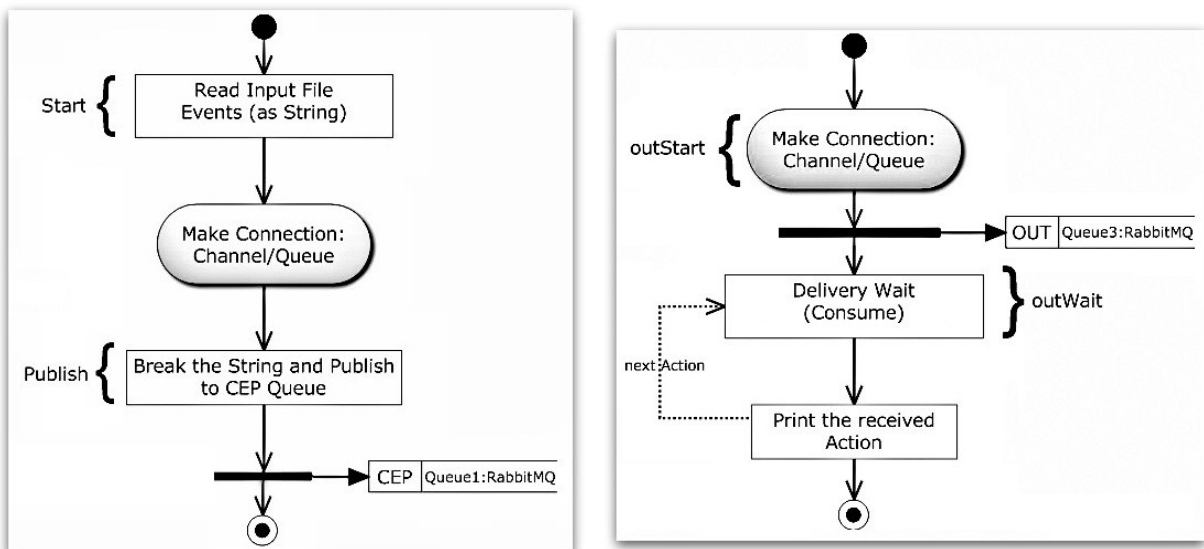 Start
Read Input File
Events (as String)
Make Connection:
Channel/Queue
Publish
Break the String and Publish
to CEP Queue
CEP
Queue1:RabbitMQ
outStart
Make Connection:
Channel/Queue
OUT
Queue3:RabbitMQ
Delivery Wait
(Consume)
outWait
next Action
Print the received
Action